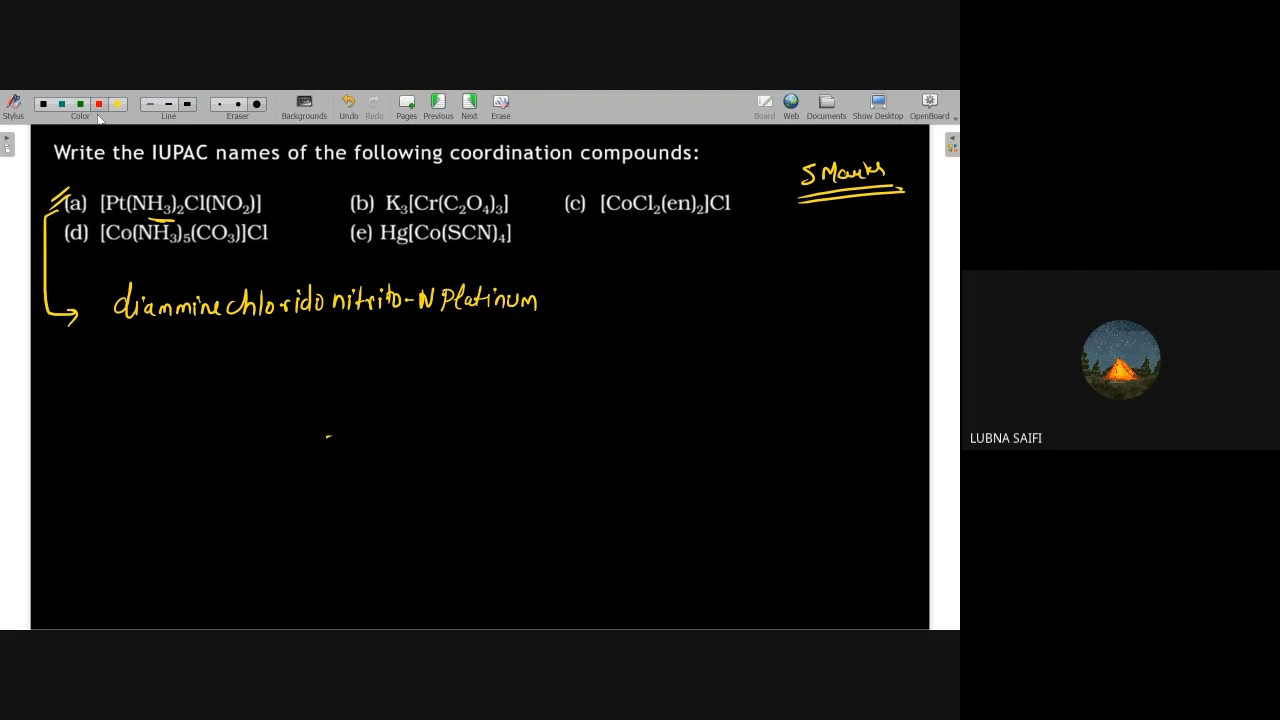 Stylus Color Line Eraser Backgrounds Undo Redo Pages Previous Next Erase Board Web Documents Show Desktop OpenBoard
Write the IUPAC names of the following coordination compounds:
5 Marks
(a) [Pt(NH₃)₂Cl(NO₂)] (b) K₃[Cr(C₂O₄)₃] (c) [CoCl₂(en)₂]Cl
(d) [Co(NH₃)₅(CO₃)]Cl (e) Hg[Co(SCN)₄]
diamminechlorido nitrito-N Platinum
LUBNA SAIFI